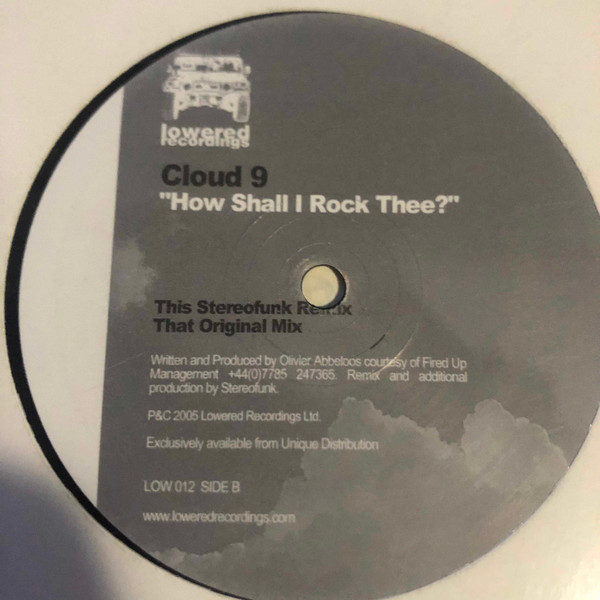 lowered
recordings
Cloud 9
"How Shall I Rock Thee?"
This Stereofunk Remix
That Original Mix
Written and Produced by Olivier Abbeloos courtesy of Fired Up
Management +44(0)7785 247365. Remix and additional
production by Stereofunk.
P&C 2005 Lowered Recordings Ltd.
Exclusively available from Unique Distribution
LOW 012 SIDE B
www.loweredrecordings.com